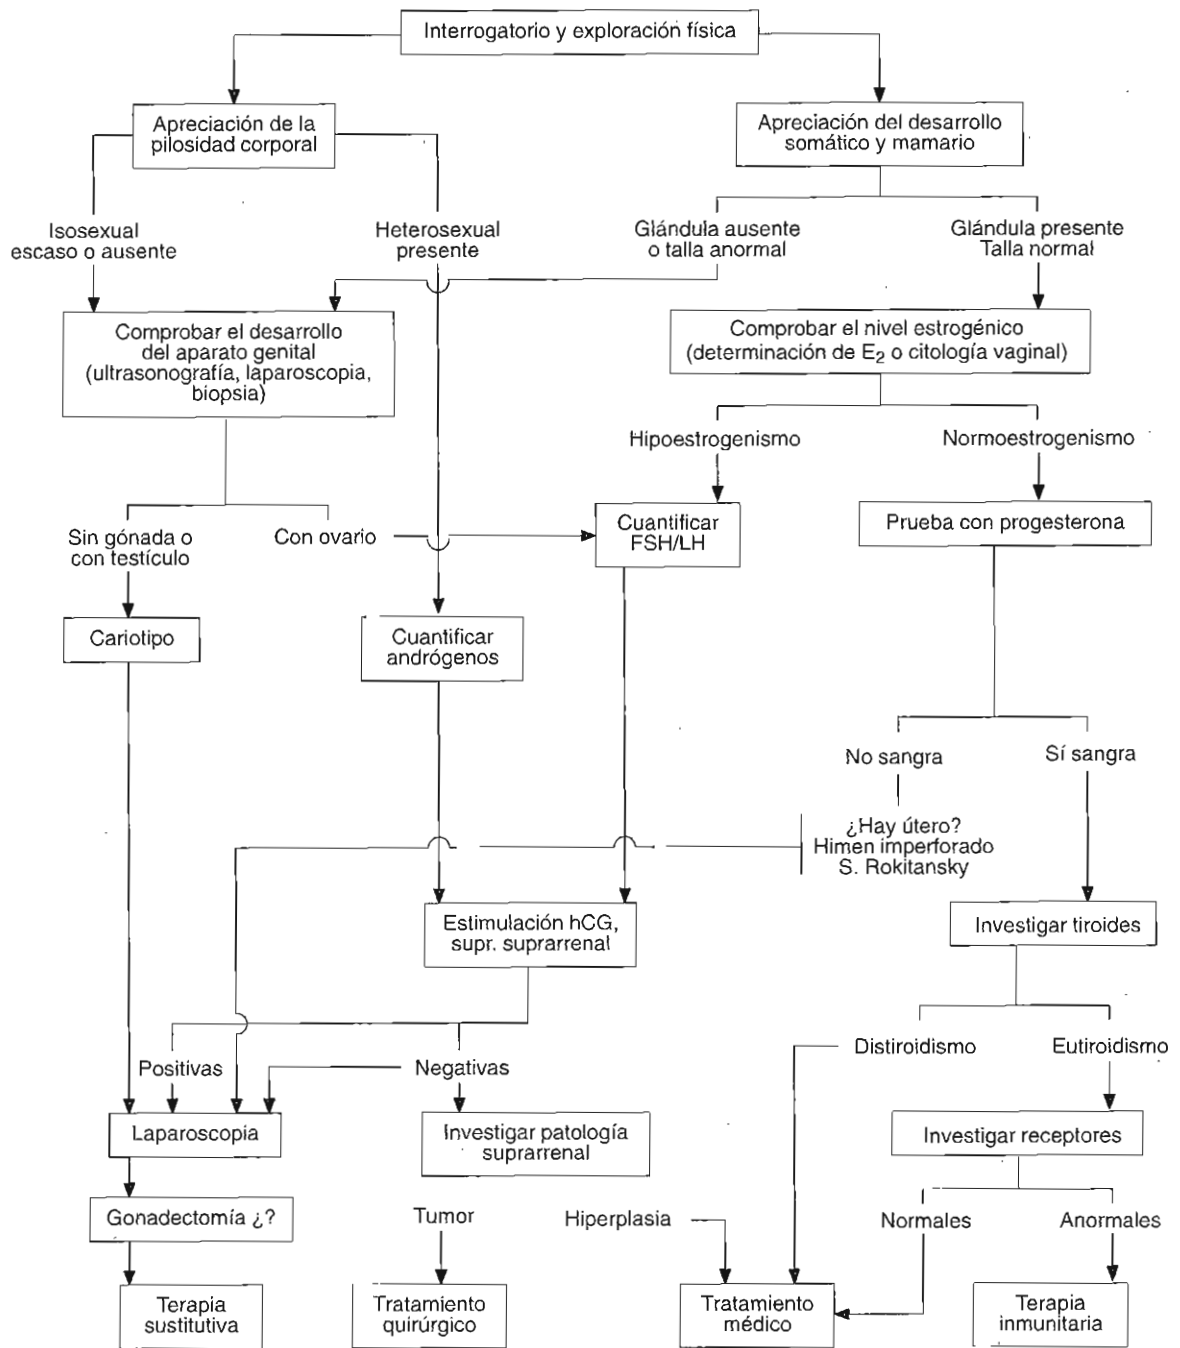 Interrogatorio y exploración física
Apreciación de la
pilosidad corporal
Apreciación del desarrollo
somático y mamario
Isosexual
escaso o ausente
Heterosexual
presente
Glándula ausente
o talla anormal
Glándula presente
Talla normal
Comprobar el desarrollo
del aparato genital
(ultrasonografía, laparoscopia,
biopsia)
Comprobar el nivel estrogénico
(determinación de E2 o citología vaginal)
Hipoestrogenismo
Normoestrogenismo
Sin gónada o
con testículo
Con ovario
Cuantificar
FSH/LH
Prueba con progesterona
Cariotipo
Cuantificar
andrógenos
No sangra
Sí sangra
¿Hay útero?
Himen imperforado
S. Rokitansky
Estimulación hCG,
supr. suprarrenal
Investigar tiroides
Distiroidismo
Eutiroidismo
Positivas
Negativas
Laparoscopia
Investigar patología
suprarrenal
Investigar receptores
Gonadectomía ¿?
Tumor
Hiperplasia
Normales
Anormales
Terapia
sustitutiva
Tratamiento
quirúrgico
Tratamiento
médico
Terapia
inmunitaria